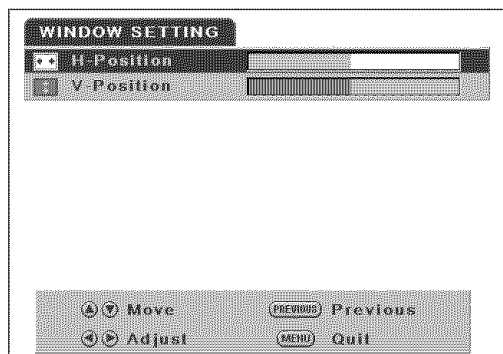 WINDOW SETTING
H-Position
V-Position
Move PREVIOUS Previous
Adjust MENU Quit